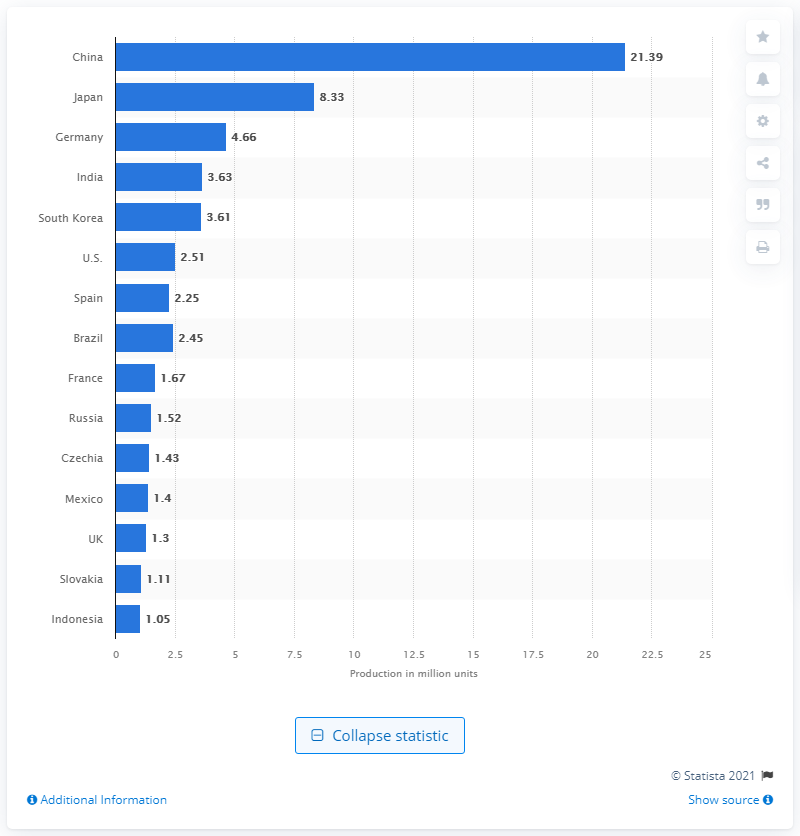 China 21.39
Japan 8.33
Germany 4.66
India 3.63
South Korea 3.61
U.S. 2.51
Spain 2.25
Brazil 2.45
France 1.67
Russia 1.52
Czechia 1.43
Mexico 1.4
UK 1.3
Slovakia 1.11
Indonesia 1.05
0 2.5 5 7.5 10 12.5 15 17.5 20 22.5 25
Production in million units
Collapse statistic
© Statista 2021
Additional Information Show source